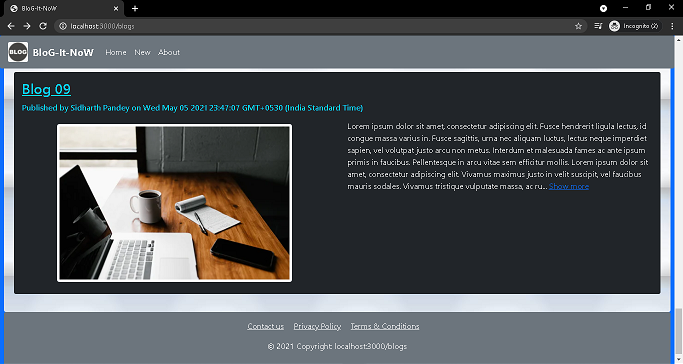 BloG-It-NoW
localhost:3000/blogs
Incognito (2)
BLOG
BloG-It-NoW
Home
New
About
Blog 09
Published by Sidharth Pandey on Wed May 05 2021 23:47:07 GMT+0530 (India Standard Time)
Lorem ipsum dolor sit amet, consectetur adipiscing elit. Fusce hendrerit ligula lectus, id
congue massa varius in. Fusce sagittis, urna nec aliquam luctus, lectus neque imperdiet
sapien, vel volutpat justo arcu non metus. Interdum et malesuada fames ac ante ipsum
primis in faucibus. Pellentesque in arcu vitae sem efficitur mollis. Lorem ipsum dolor sit
amet, consectetur adipiscing elit. Vivamus maximus justo in velit suscipit, vel faucibus
mauris sodales. Vivamus tristique vulputate massa, ac ru... Show more
Contact us
Privacy Policy
Terms & Conditions
© 2021 Copyright: localhost:3000/blogs